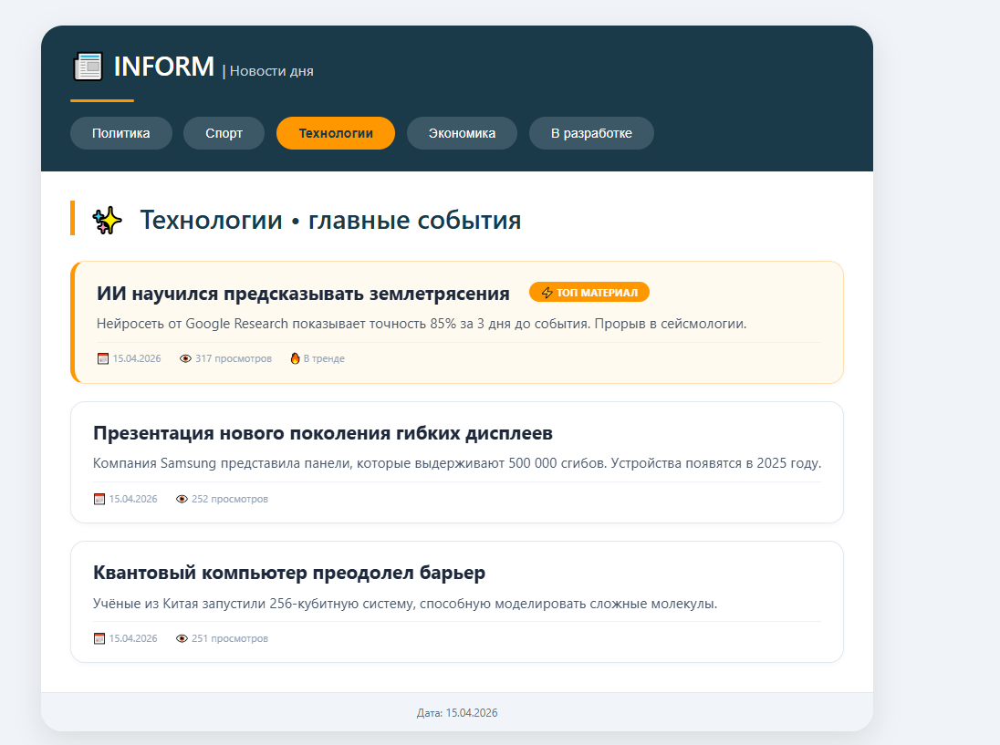 INFORM | Новости дня
Политика Спорт Технологии Экономика В разработке
Технологии • главные события
ИИ научился предсказывать землетрясения ТОП МАТЕРИАЛ
Нейросеть от Google Research показывает точность 85% за 3 дня до события. Прорыв в сейсмологии.
15.04.2026 317 просмотров В тренде
Презентация нового поколения гибких дисплеев
Компания Samsung представила панели, которые выдерживают 500 000 сгибов. Устройства появятся в 2025 году.
15.04.2026 252 просмотров
Квантовый компьютер преодолел барьер
Учёные из Китая запустили 256-кубитную систему, способную моделировать сложные молекулы.
15.04.2026 251 просмотров
Дата: 15.04.2026